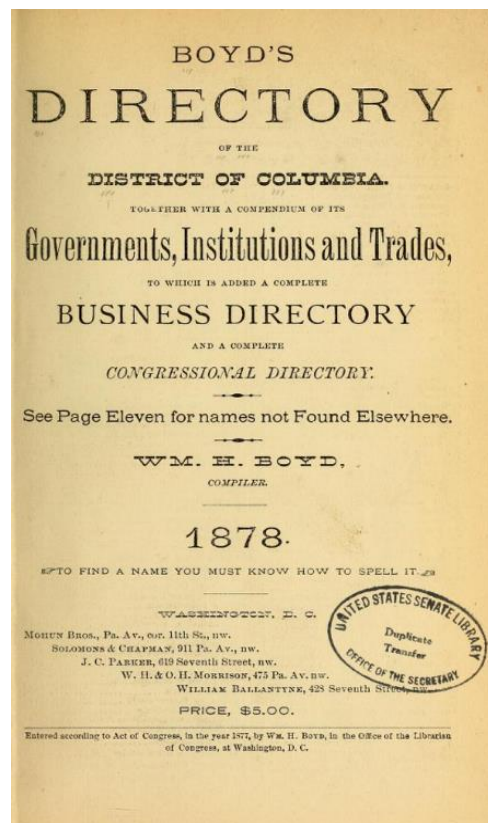 BOYD'S
DIRECTORY
OF THE
DISTRICT OF COLUMBIA.
TOGETHER WITH A COMPENDIUM OF ITS
Governments, Institutions and Trades,
TO WHICH IS ADDED A COMPLETE
BUSINESS DIRECTORY
AND A COMPLETE
CONGRESSIONAL DIRECTORY.
See Page Eleven for names not Found Elsewhere.
WM. H. BOYD,
COMPILER.
1878.
TO FIND A NAME YOU MUST KNOW HOW TO SPELL IT.
WASHINGTON, D. C.
MOHUN BROS., Pa. Av., cor. 11th St., nw.
SOLOMONS & CHAPMAN, 911 Pa. Av., nw.
J. C. PARKER, 619 Seventh Street, nw.
W. H. & O. H. MORRISON, 475 Pa. Av. nw.
WILLIAM BALLANTYNE, 428 Seventh Street, nw.
PRICE, $5.00.
UNITED STATES SENATE LIBRARY
Duplicate
Transfer
OFFICE OF THE SECRETARY
Entered according to Act of Congress, in the year 1877, by WM. H. BOYD, in the Office of the Librarian
of Congress, at Washington, D. C.